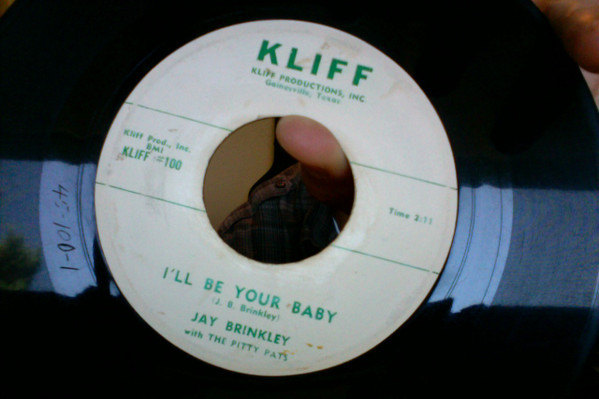 KLIFF
KLIFF PRODUCTIONS, INC
Gainesville, Texas
Kliff Prod., Inc.
BMI
KLIFF #100
Time 2:11
I'LL BE YOUR BABY
(J. B. Brinkley)
JAY BRINKLEY
with THE PITTY PATS
45-100-1